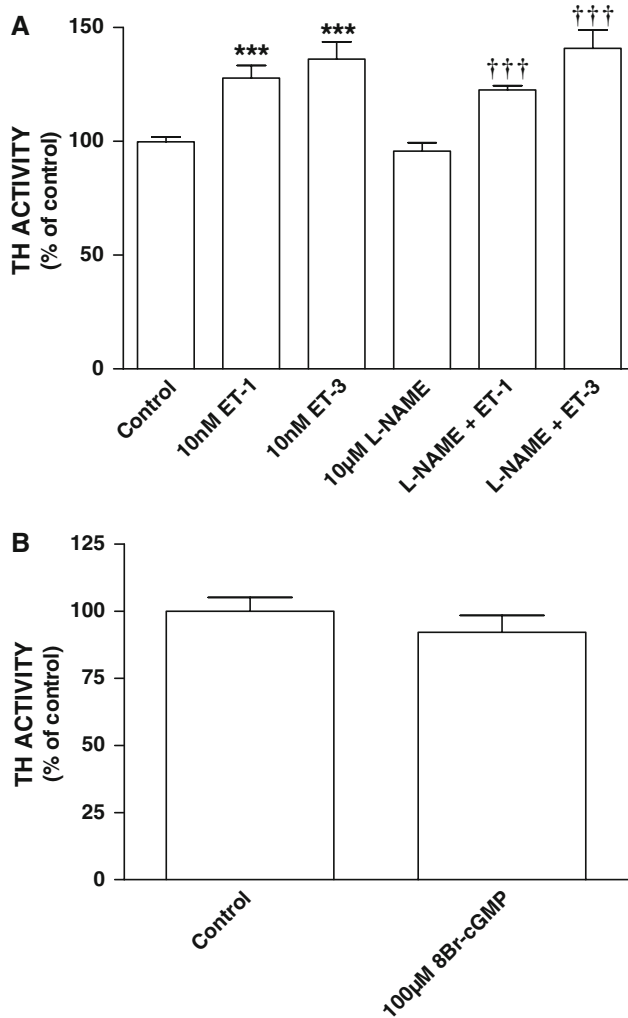 A
TH ACTIVITY
(% of control)
150
100
50
0
***
***
†††
†††
Control
10nM ET-1
10nM ET-3
10µM L-NAME
L-NAME + ET-1
L-NAME + ET-3
B
TH ACTIVITY
(% of control)
125
100
75
50
25
0
Control
100µM 8Br-cGMP